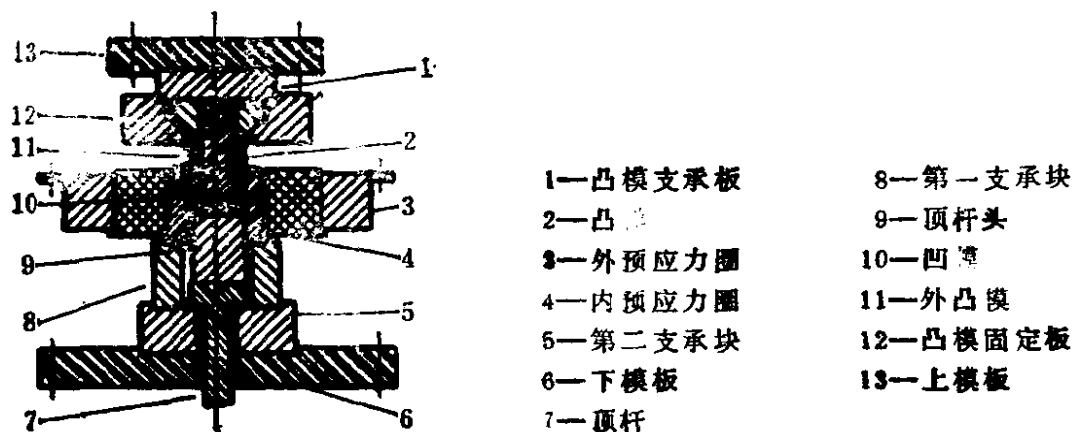 13
1
12
11
2
10
3
9
4
8
5
7
6
1—凸模支承板
2—凸
3—外预应力圈
4—内预应力圈
5—第二支承块
6—下模板
7—顶杆
8—第一支承块
9—顶杆头
10—凹
11—外凸模
12—凸模固定板
13—上模板